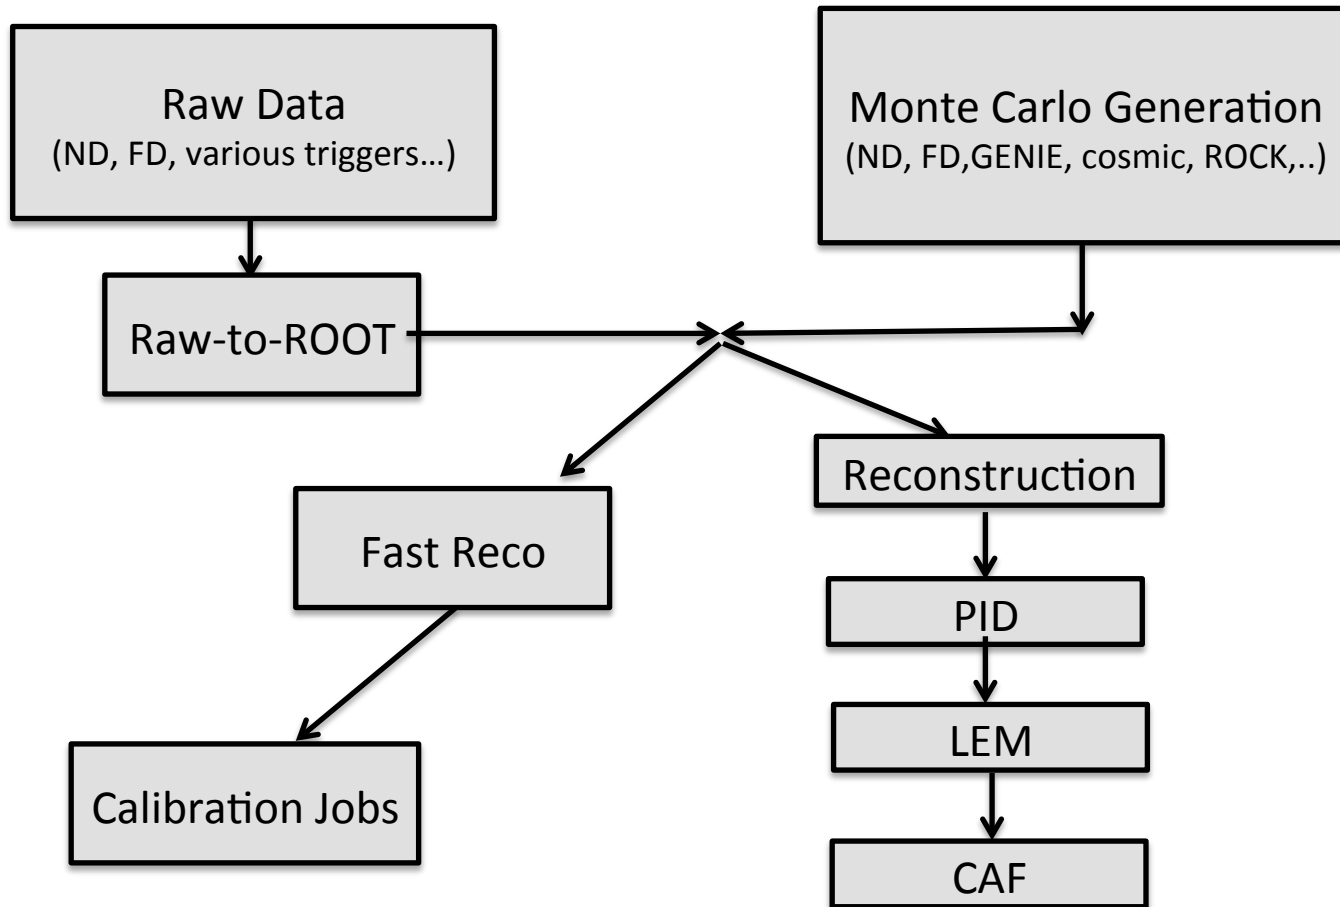 Raw Data
(ND, FD, various triggers...)
Monte Carlo Generation
(ND, FD,GENIE, cosmic, ROCK,..)
Raw-to-ROOT
Reconstruction
Fast Reco
PID
LEM
Calibration Jobs
CAF